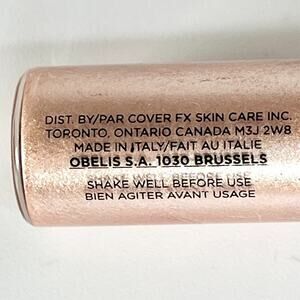 DIST. BY/PAR COVER FX SKIN CARE INC.
TORONTO, ONTARIO CANADA M3J 2W8
MADE IN ITALY/FAIT AU ITALIE
OBELIS S.A. 1030 BRUSSELS
SHAKE WELL BEFORE USE
BIEN AGITER AVANT USAGE